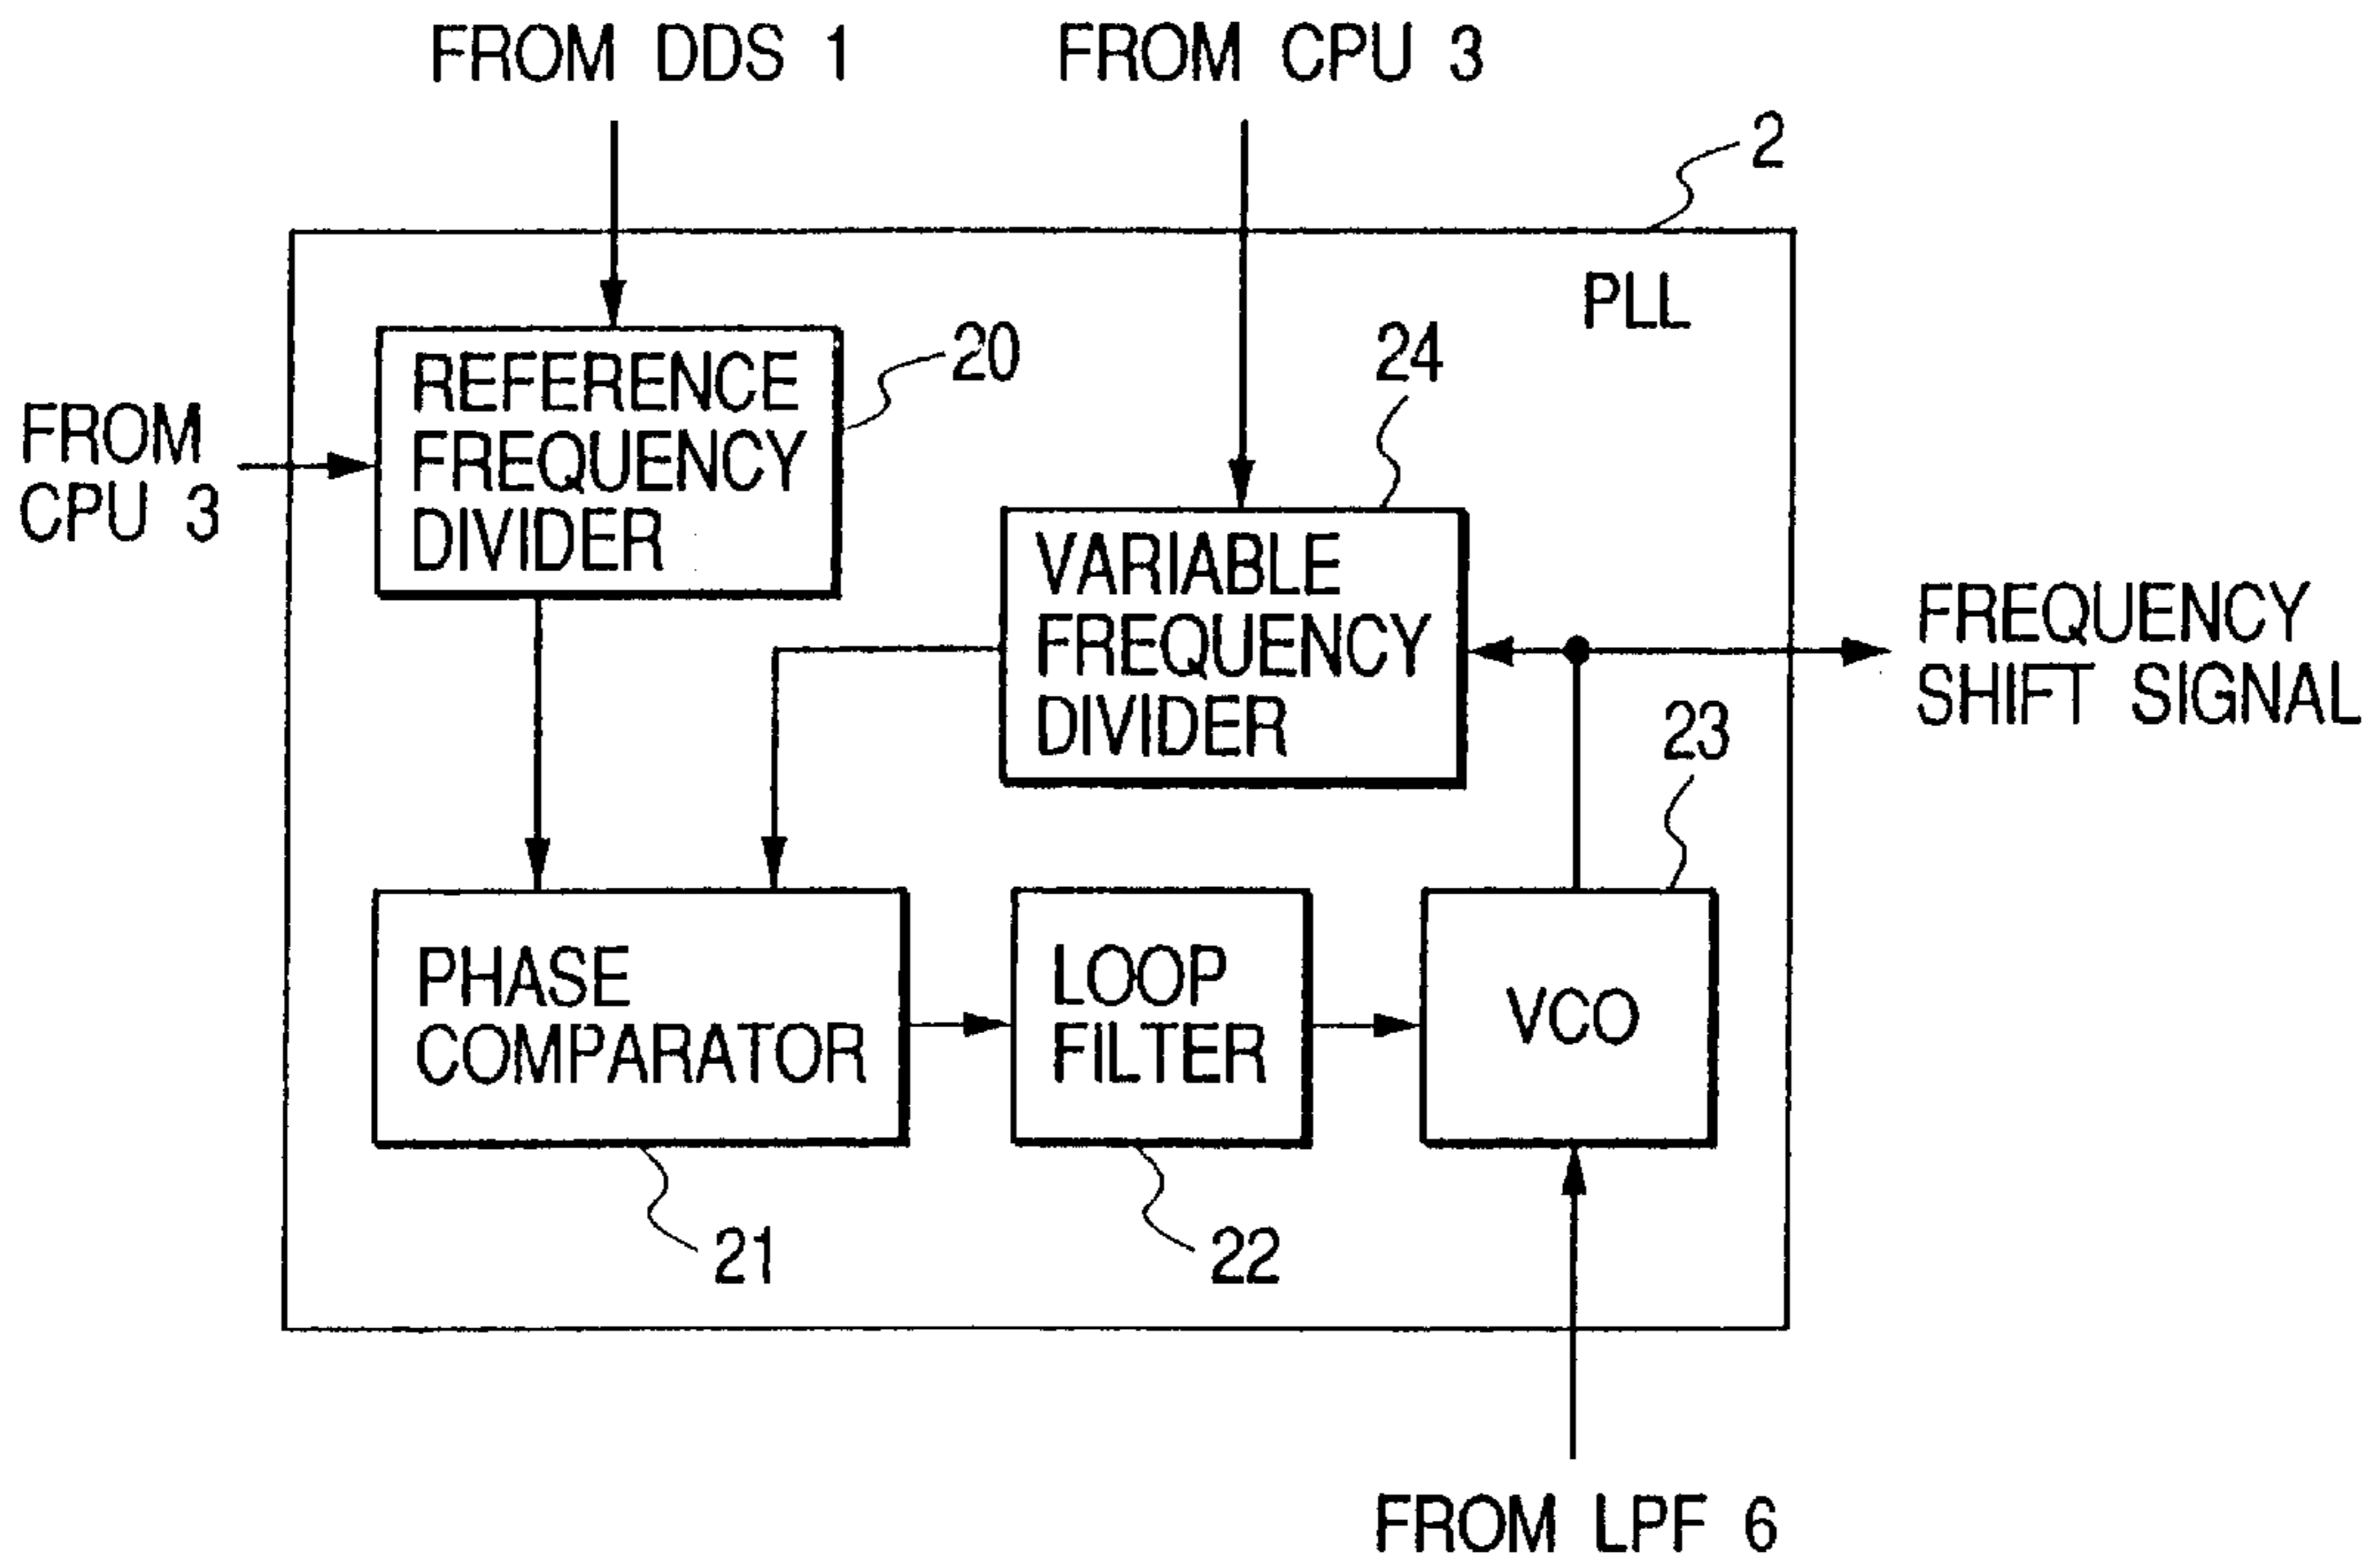 FROM DDS 1
FROM CPU 3
2
PLL
REFERENCE
FREQUENCY
DIVIDER
20
24
FROM
CPU 3
VARIABLE
FREQUENCY
DIVIDER
FREQUENCY
SHIFT SIGNAL
23
PHASE
COMPARATOR
LOOP
FILTER
VCO
21
22
FROM LPF 6